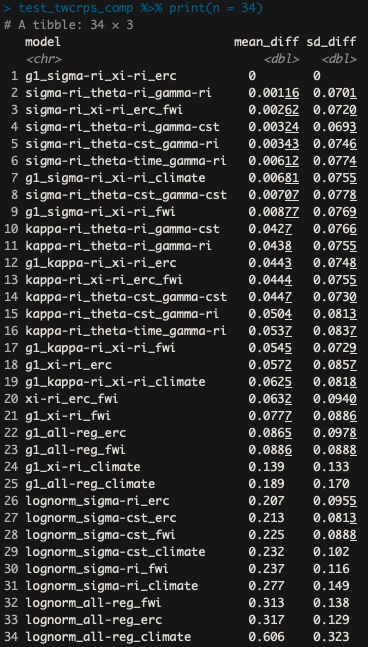 > test_twcrps_comp %>% print(n = 34)
# A tibble: 34 × 3
model mean_diff sd_diff
<chr> <dbl> <dbl>
1 g1_sigma-ri_xi-ri_erc 0 0
2 sigma-ri_theta-ri_gamma-ri 0.00116 0.0701
3 sigma-ri_xi-ri_erc_fwi 0.00262 0.0720
4 sigma-ri_theta-ri_gamma-cst 0.00324 0.0693
5 sigma-ri_theta-cst_gamma-ri 0.00343 0.0746
6 sigma-ri_theta-time_gamma-ri 0.00612 0.0774
7 g1_sigma-ri_xi-ri_climate 0.00681 0.0755
8 sigma-ri_theta-cst_gamma-cst 0.00707 0.0778
9 g1_sigma-ri_xi-ri_fwi 0.00877 0.0769
10 kappa-ri_theta-ri_gamma-cst 0.0427 0.0766
11 kappa-ri_theta-ri_gamma-ri 0.0438 0.0755
12 g1_kappa-ri_xi-ri_erc 0.0443 0.0748
13 kappa-ri_xi-ri_erc_fwi 0.0444 0.0755
14 kappa-ri_theta-cst_gamma-cst 0.0447 0.0730
15 kappa-ri_theta-cst_gamma-ri 0.0504 0.0813
16 kappa-ri_theta-time_gamma-ri 0.0537 0.0837
17 g1_kappa-ri_xi-ri_fwi 0.0545 0.0729
18 g1_xi-ri_erc 0.0572 0.0857
19 g1_kappa-ri_xi-ri_climate 0.0625 0.0818
20 xi-ri_erc_fwi 0.0632 0.0940
21 g1_xi-ri_fwi 0.0777 0.0886
22 g1_all-reg_erc 0.0865 0.0978
23 g1_all-reg_fwi 0.0886 0.0888
24 g1_xi-ri_climate 0.139 0.133
25 g1_all-reg_climate 0.189 0.170
26 lognorm_sigma-ri_erc 0.207 0.0955
27 lognorm_sigma-cst_erc 0.213 0.0813
28 lognorm_sigma-cst_fwi 0.225 0.0888
29 lognorm_sigma-cst_climate 0.232 0.102
30 lognorm_sigma-ri_fwi 0.237 0.116
31 lognorm_sigma-ri_climate 0.277 0.149
32 lognorm_all-reg_fwi 0.313 0.138
33 lognorm_all-reg_erc 0.317 0.129
34 lognorm_all-reg_climate 0.606 0.323